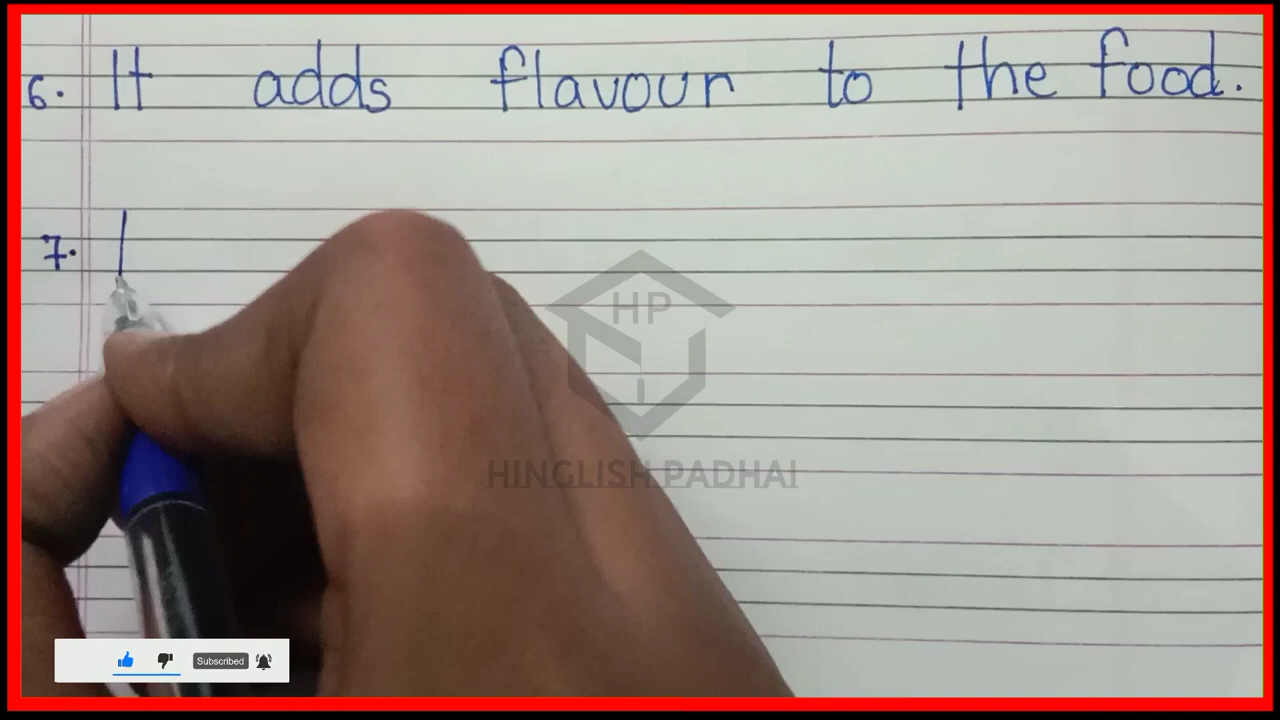 6. It adds flavour to the food.
7.
HP
HINGLISH PADHAI
Subscribed